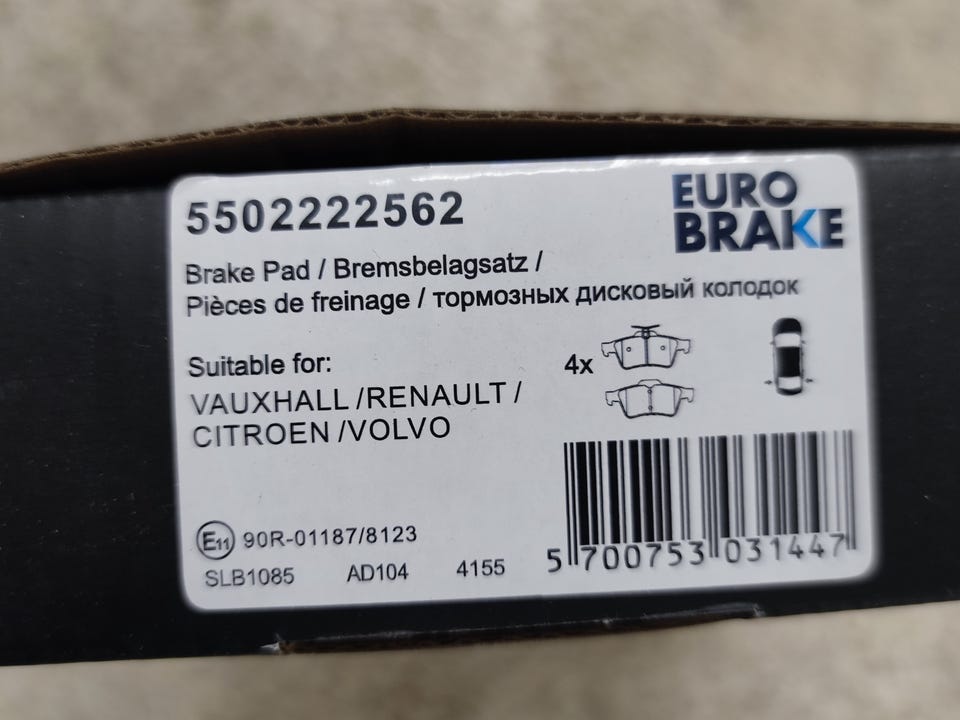 5502222562
EURO
BRAKE
Brake Pad / Bremsbelagsatz /
Pièces de freinage / тормозных дисковый колодок
Suitable for:
VAUXHALL /RENAULT /
CITROEN /VOLVO
4x
E11 90R-01187/8123
SLB1085 AD104 4155
5 700753 031447